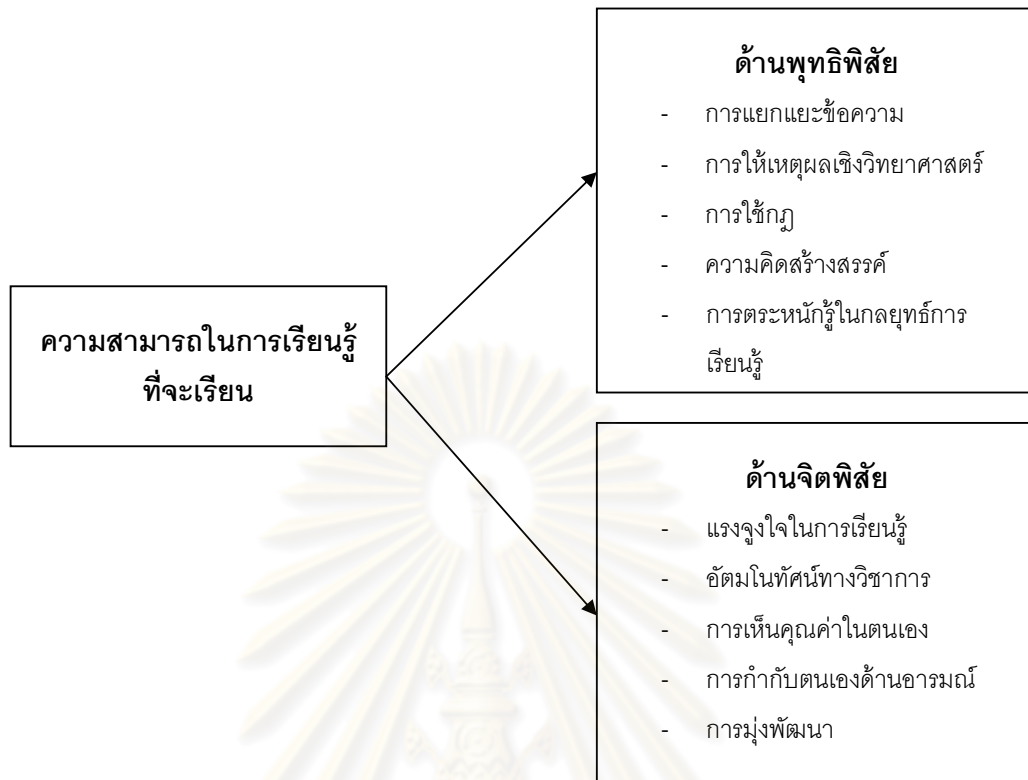 ด้านพุทธิพิสัย
- การแยกแยะข้อความ
- การให้เหตุผลเชิงวิทยาศาสตร์
- การใช้กฎ
- ความคิดสร้างสรรค์
- การตระหนักรู้ในกลยุทธ์การ
เรียนรู้
ความสามารถในการเรียนรู้
ที่จะเรียน
ด้านจิตพิสัย
- แรงจูงใจในการเรียนรู้
- อัตมโนทัศน์ทางวิชาการ
- การเห็นคุณค่าในตนเอง
- การกำกับตนเองด้านอารมณ์
- การมุ่งพัฒนา